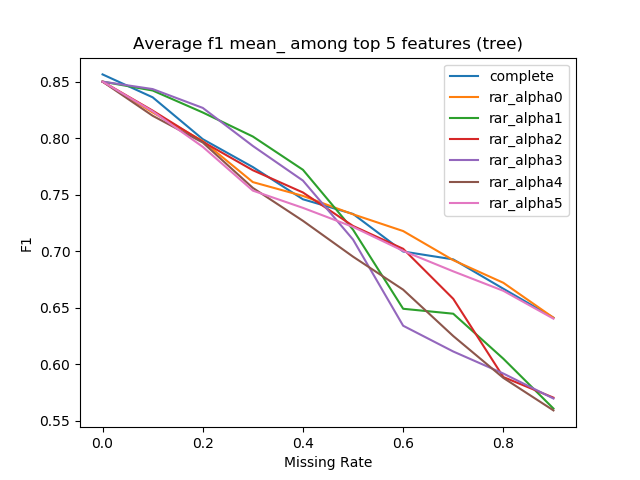 Average f1 mean_ among top 5 features (tree)
complete
rar_alpha0
rar_alpha1
rar_alpha2
rar_alpha3
rar_alpha4
rar_alpha5
F1
0.85
0.80
0.75
0.70
0.65
0.60
0.55
0.0 0.2 0.4 0.6 0.8
Missing Rate